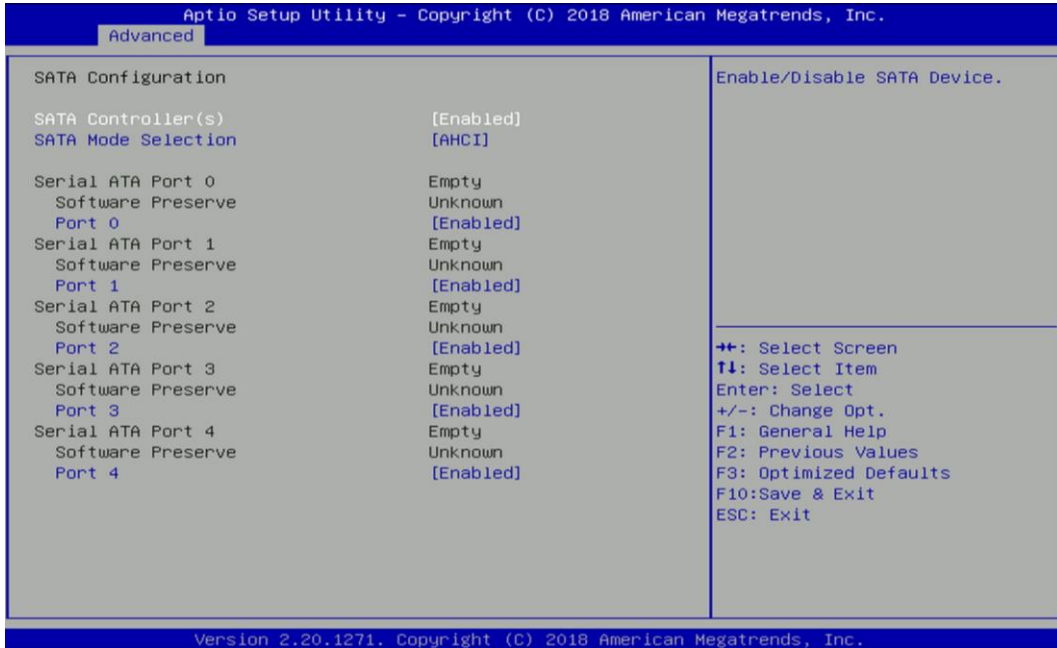 Aptio Setup Utility – Copyright (C) 2018 American Megatrends, Inc.
Advanced
SATA Configuration
SATA Controller(s) [Enabled]
SATA Mode Selection [AHCI]
Serial ATA Port 0 Empty
Software Preserve Unknown
Port 0 [Enabled]
Serial ATA Port 1 Empty
Software Preserve Unknown
Port 1 [Enabled]
Serial ATA Port 2 Empty
Software Preserve Unknown
Port 2 [Enabled]
Serial ATA Port 3 Empty
Software Preserve Unknown
Port 3 [Enabled]
Serial ATA Port 4 Empty
Software Preserve Unknown
Port 4 [Enabled]
Enable/Disable SATA Device.
→←: Select Screen
↑↓: Select Item
Enter: Select
+/-: Change Opt.
F1: General Help
F2: Previous Values
F3: Optimized Defaults
F10:Save & Exit
ESC: Exit
Version 2.20.1271. Copyright (C) 2018 American Megatrends, Inc.